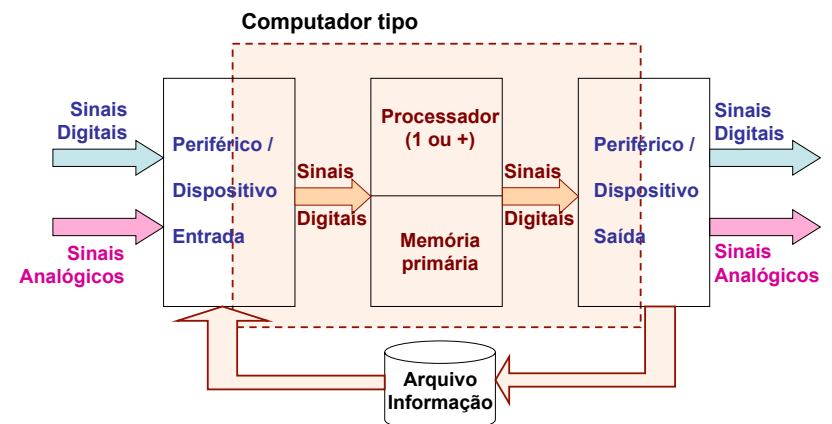 Computador tipo
Sinais
Digitais
Sinais
Analógicos
Periférico /
Dispositivo
Entrada
Sinais
Digitais
Processador
(1 ou +)
Memória
primária
Sinais
Digitais
Periférico /
Dispositivo
Saída
Sinais
Digitais
Sinais
Analógicos
Arquivo
Informação